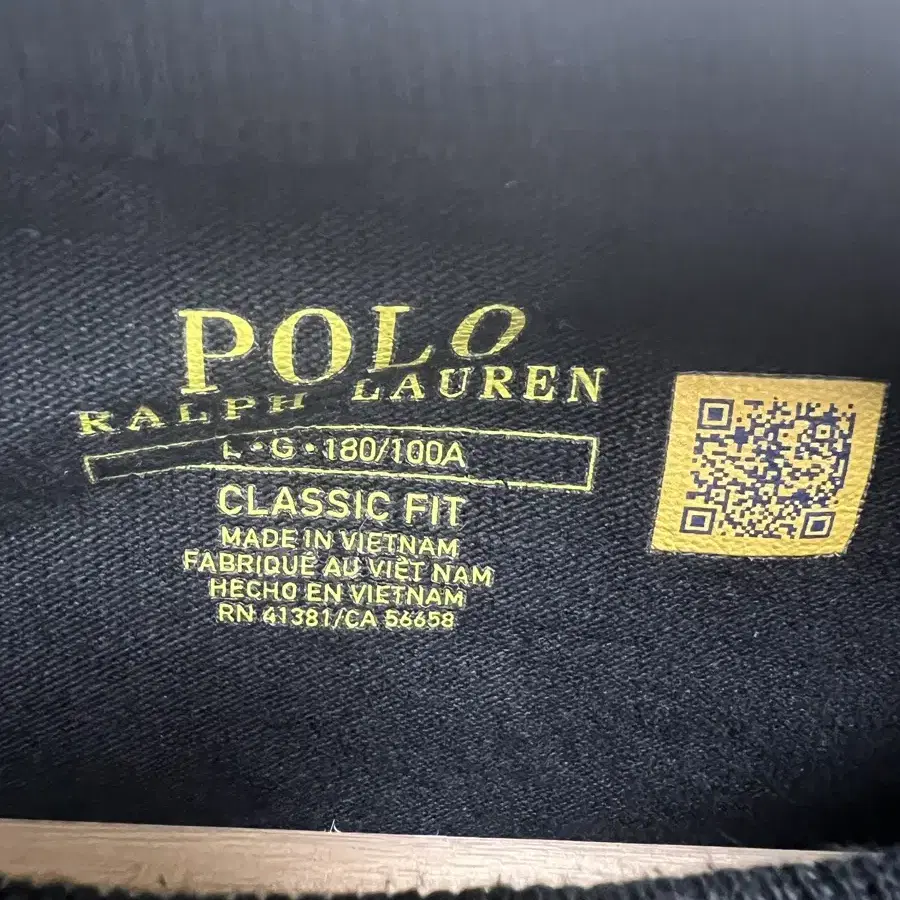 POLO
RALPH LAUREN
L • G • 180/100A
CLASSIC FIT
MADE IN VIETNAM
FABRIQUÉ AU VIÊT NAM
HECHO EN VIETNAM
RN 41381/CA 56658